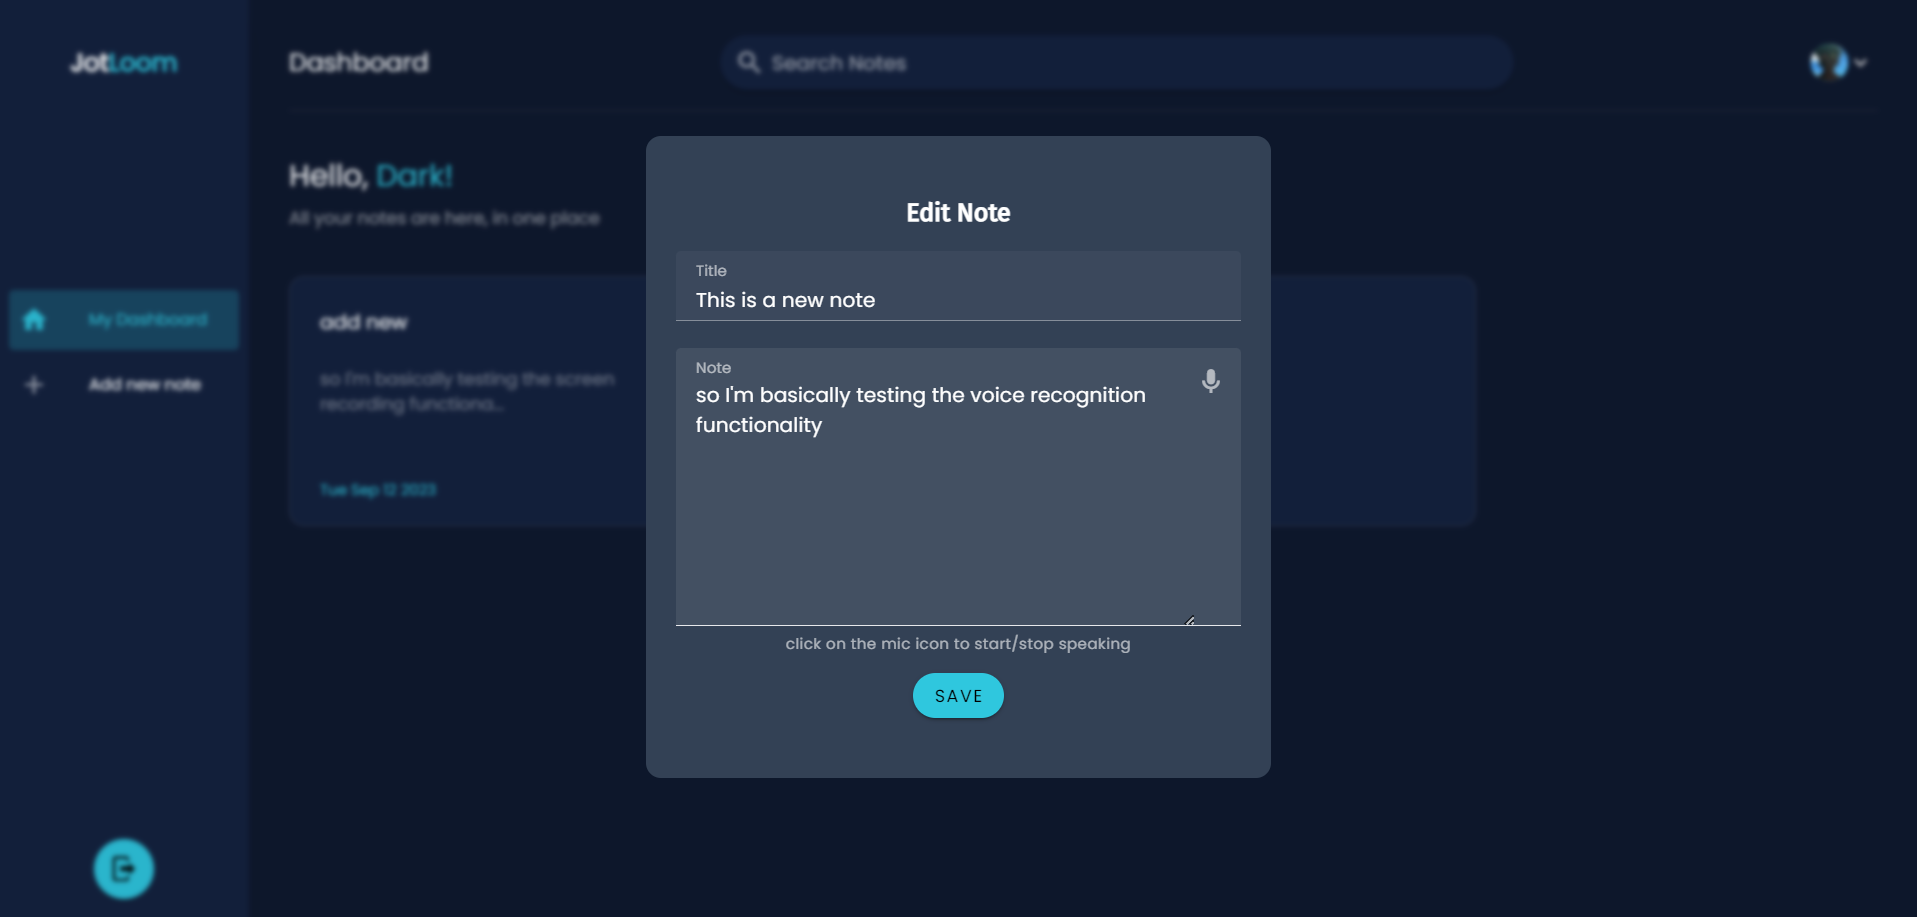 JotLoom
Dashboard
Search Notes
Hello, Dark!
All your notes are here, in one place
My Dashboard
Add new note
add new
so I'm basically testing the screen
recording functiona...
Tue Sep 12 2023
Edit Note
Title
This is a new note
Note
so I'm basically testing the voice recognition
functionality
click on the mic icon to start/stop speaking
SAVE